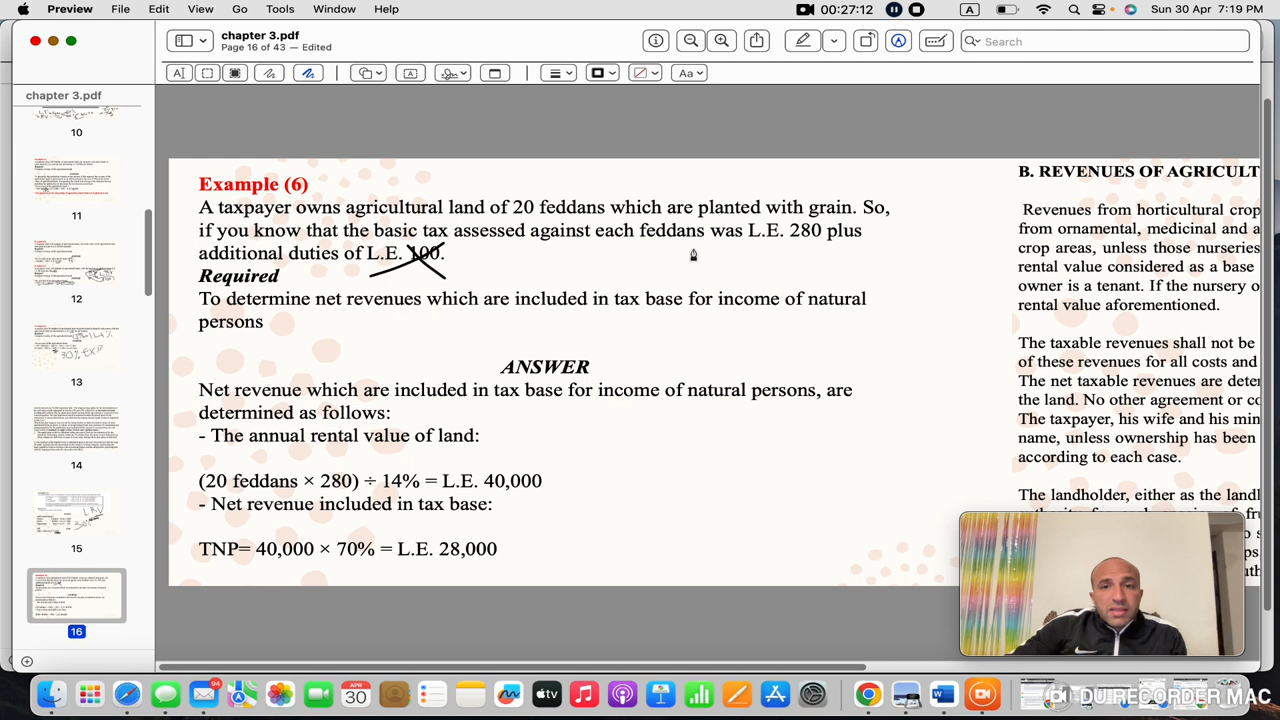 Preview File Edit View Go Tools Window Help
00:27:12 A Sun 30 Apr 7:19 PM
chapter 3.pdf
Page 16 of 43 — Edited
Search
Aa
chapter 3.pdf
10
11
12
13
14
15
16
Example (6)
A taxpayer owns agricultural land of 20 feddans which are planted with grain. So,
if you know that the basic tax assessed against each feddans was L.E. 280 plus
additional duties of L.E. 100.
Required
To determine net revenues which are included in tax base for income of natural
persons
ANSWER
Net revenue which are included in tax base for income of natural persons, are
determined as follows:
- The annual rental value of land:
(20 feddans × 280) ÷ 14% = L.E. 40,000
- Net revenue included in tax base:
TNP= 40,000 × 70% = L.E. 28,000
B. REVENUES OF AGRICULT
Revenues from horticultural crop
from ornamental, medicinal and a
crop areas, unless those nurseries
rental value considered as a base
owner is a tenant. If the nursery o
rental value aforementioned.
The taxable revenues shall not be
of these revenues for all costs and
The net taxable revenues are deter
the land. No other agreement or co
The taxpayer, his wife and his min
name, unless ownership has been
according to each case.
The landholder, either as the landl
94
APR
30
tv
DU RECORDER MAC